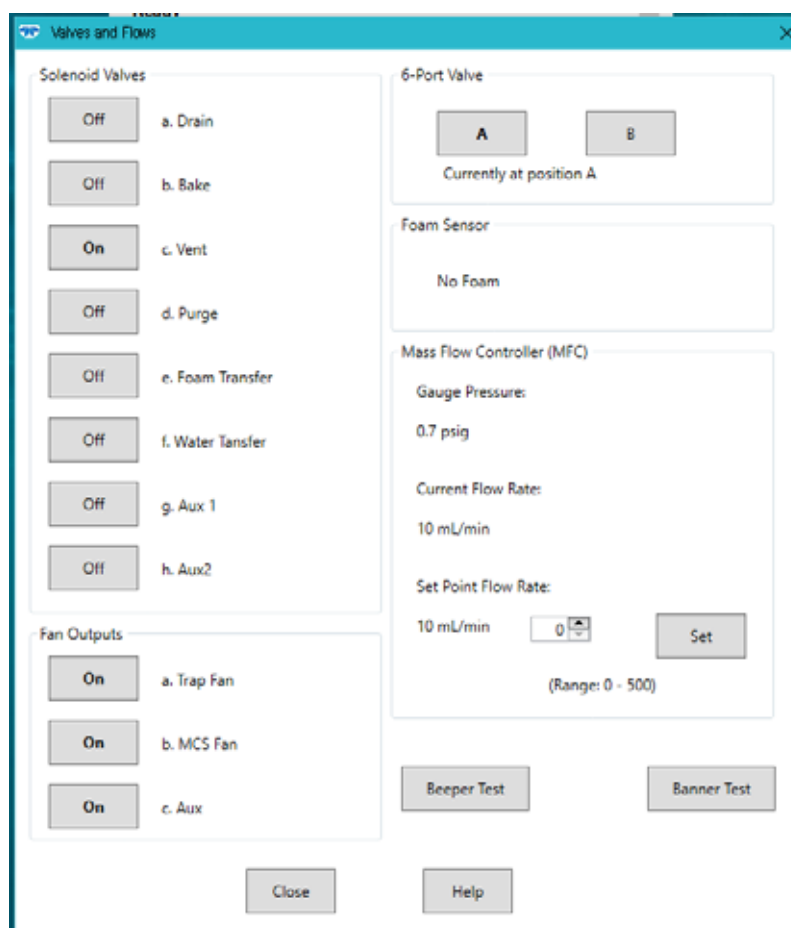 Valves and Flows
Solenoid Valves
Off a. Drain
Off b. Bake
On c. Vent
Off d. Purge
Off e. Foam Transfer
Off f. Water Tansfer
Off g. Aux 1
Off h. Aux2
Fan Outputs
On a. Trap Fan
On b. MCS Fan
On c. Aux
6-Port Valve
A B
Currently at position A
Foam Sensor
No Foam
Mass Flow Controller (MFC)
Gauge Pressure:
0.7 psig
Current Flow Rate:
10 mL/min
Set Point Flow Rate:
10 mL/min 0 Set
(Range: 0 - 500)
Beeper Test Banner Test
Close Help